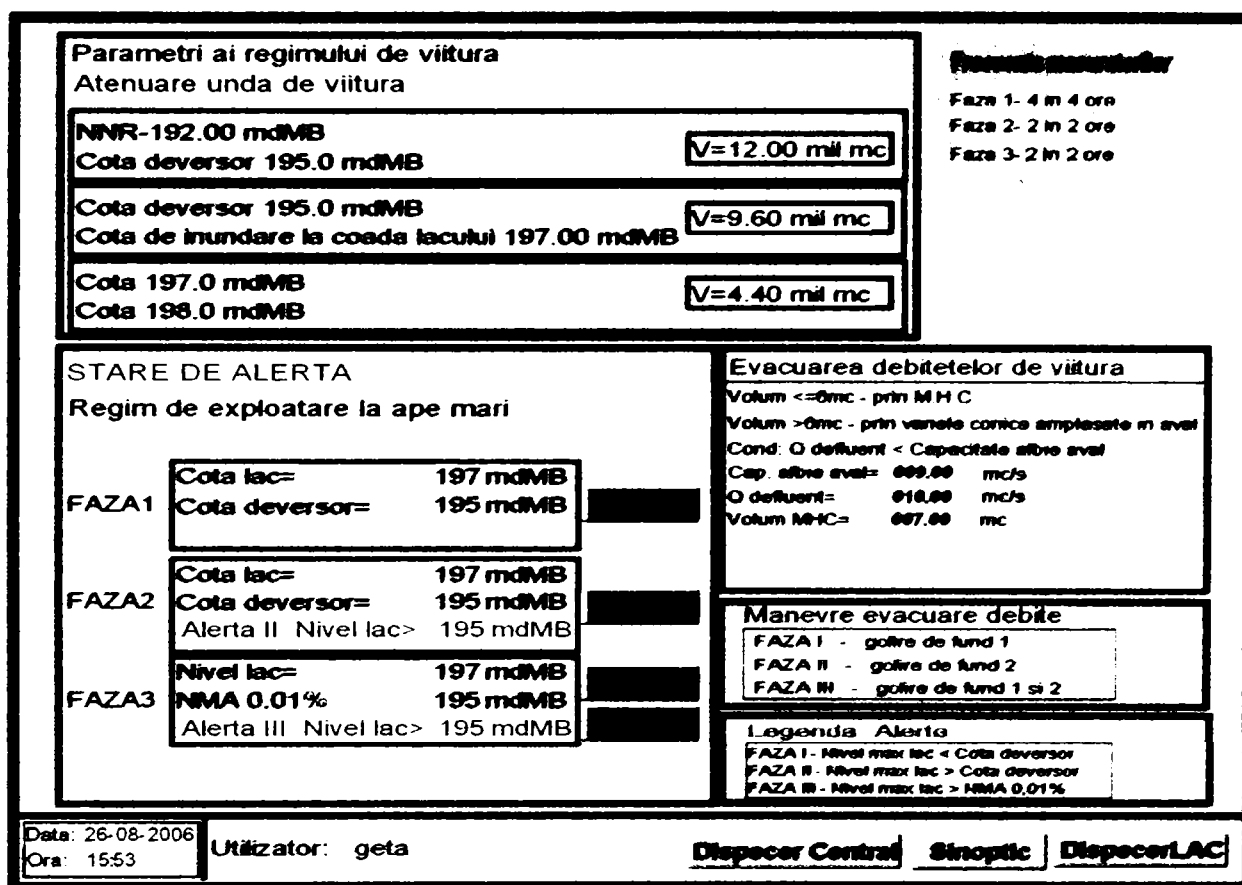 Parametri ai regimului de viitura
Atenuare unda de viitura
NNR-192.00 mdMB
Cota deversor 195.0 mdMB
V=12.00 mil mc
Cota deversor 195.0 mdMB
Cota de inundare la coada lacului 197.00 mdMB
V=9.60 mil mc
Cota 197.0 mdMB
Cota 198.0 mdMB
V=4.40 mil mc
Faza 1- 4 in 4 ore
Faza 2- 2 in 2 ore
Faza 3- 2 in 2 ore
STARE DE ALERTA
Regim de exploatare la ape mari
FAZA1
Cota lac= 197 mdMB
Cota deversor= 195 mdMB
FAZA2
Cota lac= 197 mdMB
Cota deversor= 195 mdMB
Alerta II Nivel lac> 195 mdMB
FAZA3
Nivel lac= 197 mdMB
NMA 0.01% 195 mdMB
Alerta III Nivel lac> 195 mdMB
Evacuarea debitetelor de viitura
Volum <=6mc - prin M H C
Volum >6mc - prin vanele conice amplasate in aval
Cond: Q defluent < Capacitate albie aval
Cap. albie aval= 009.00 mc/s
Q defluent= 010.00 mc/s
Volum MHC= 007.00 mc
Manevre evacuare debite
FAZA I - golire de fund 1
FAZA II - golire de fund 2
FAZA III - golire de fund 1 si 2
Legenda Alerta
FAZA I - Nivel max lac < Cota deversor
FAZA II - Nivel max lac > Cota deversor
FAZA III - Nivel max lac > NMA 0,01%
Data: 26-08-2006
Ora: 15:53
Utilizator: geta
Dispecer Central
Sinoptic
DispecerLAC